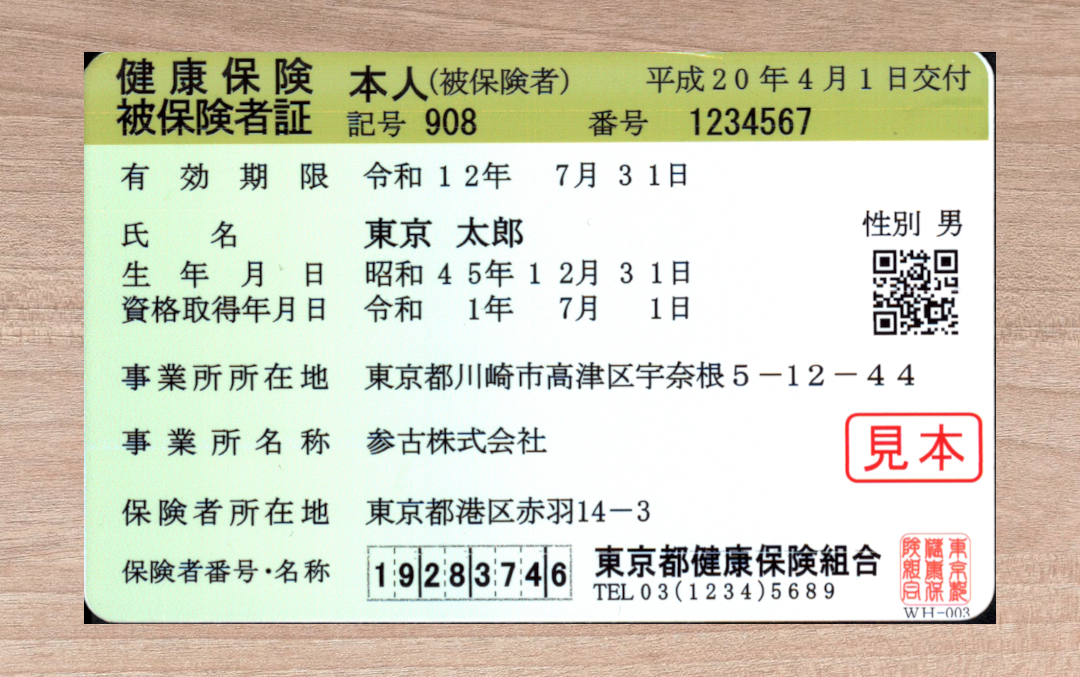 健康保険 本人(被保険者) 平成20年4月1日交付
被保険者証 記号 908 番号 1234567
有効期限 令和12年 7月31日
氏名 東京 太郎 性別 男
生年月日 昭和45年12月31日
資格取得年月日 令和 1年 7月 1日
事業所所在地 東京都川崎市高津区宇奈根5-12-44
事業所名称 参古株式会社
見本
保険者所在地 東京都港区赤羽14-3
保険者番号・名称 19283746 東京都健康保険組合
TEL03(1234)5689
東京都健康保険組合
WH-003